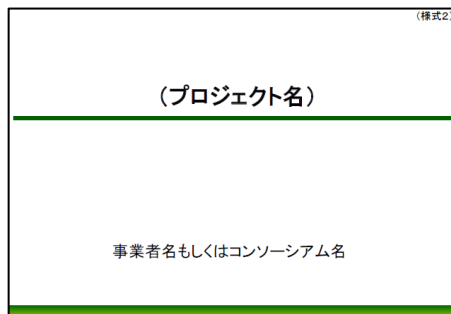 （様式2）
（プロジェクト名）
事業者名もしくはコンソーシアム名